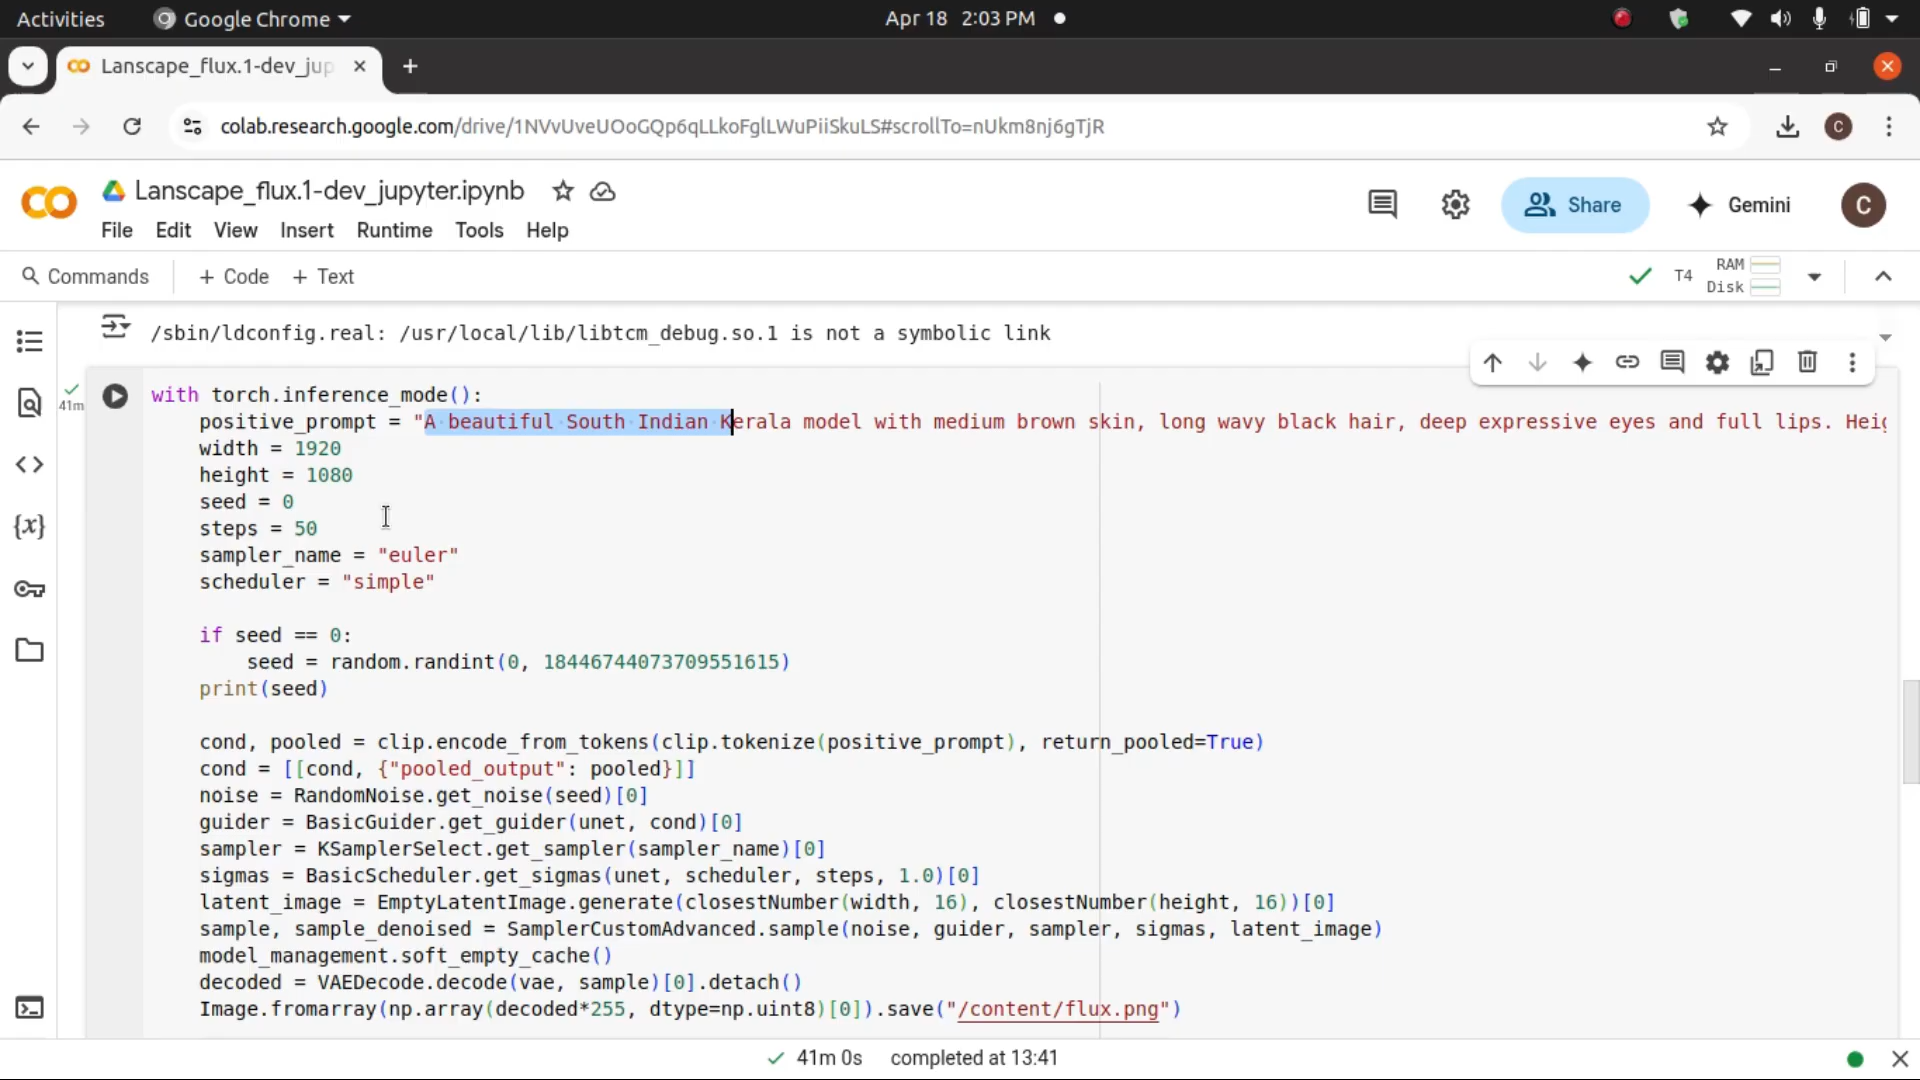 Activities Google Chrome Apr 18 2:03 PM
Lanscape_flux.1-dev_jup
colab.research.google.com/drive/1NVvUveUOoGQp6qLLkoFglLWuPiiSkuLS#scrollTo=nUkm8nj6gTjR C
Lanscape_flux.1-dev_jupyter.ipynb
Share Gemini C
File Edit View Insert Runtime Tools Help
Commands + Code + Text T4 RAM
Disk
/sbin/ldconfig.real: /usr/local/lib/libtcm_debug.so.1 is not a symbolic link
41m
with torch.inference_mode():
positive_prompt = "A beautiful South Indian Kerala model with medium brown skin, long wavy black hair, deep expressive eyes and full lips. Heig
width = 1920
height = 1080
seed = 0
steps = 50
sampler_name = "euler"
scheduler = "simple"
if seed == 0:
seed = random.randint(0, 18446744073709551615)
print(seed)
cond, pooled = clip.encode_from_tokens(clip.tokenize(positive_prompt), return_pooled=True)
cond = [[cond, {"pooled_output": pooled}]]
noise = RandomNoise.get_noise(seed)[0]
guider = BasicGuider.get_guider(unet, cond)[0]
sampler = KSamplerSelect.get_sampler(sampler_name)[0]
sigmas = BasicScheduler.get_sigmas(unet, scheduler, steps, 1.0)[0]
latent_image = EmptyLatentImage.generate(closestNumber(width, 16), closestNumber(height, 16))[0]
sample, sample_denoised = SamplerCustomAdvanced.sample(noise, guider, sampler, sigmas, latent_image)
model_management.soft_empty_cache()
decoded = VAEDecode.decode(vae, sample)[0].detach()
Image.fromarray(np.array(decoded*255, dtype=np.uint8)[0]).save("/content/flux.png")
41m 0s completed at 13:41